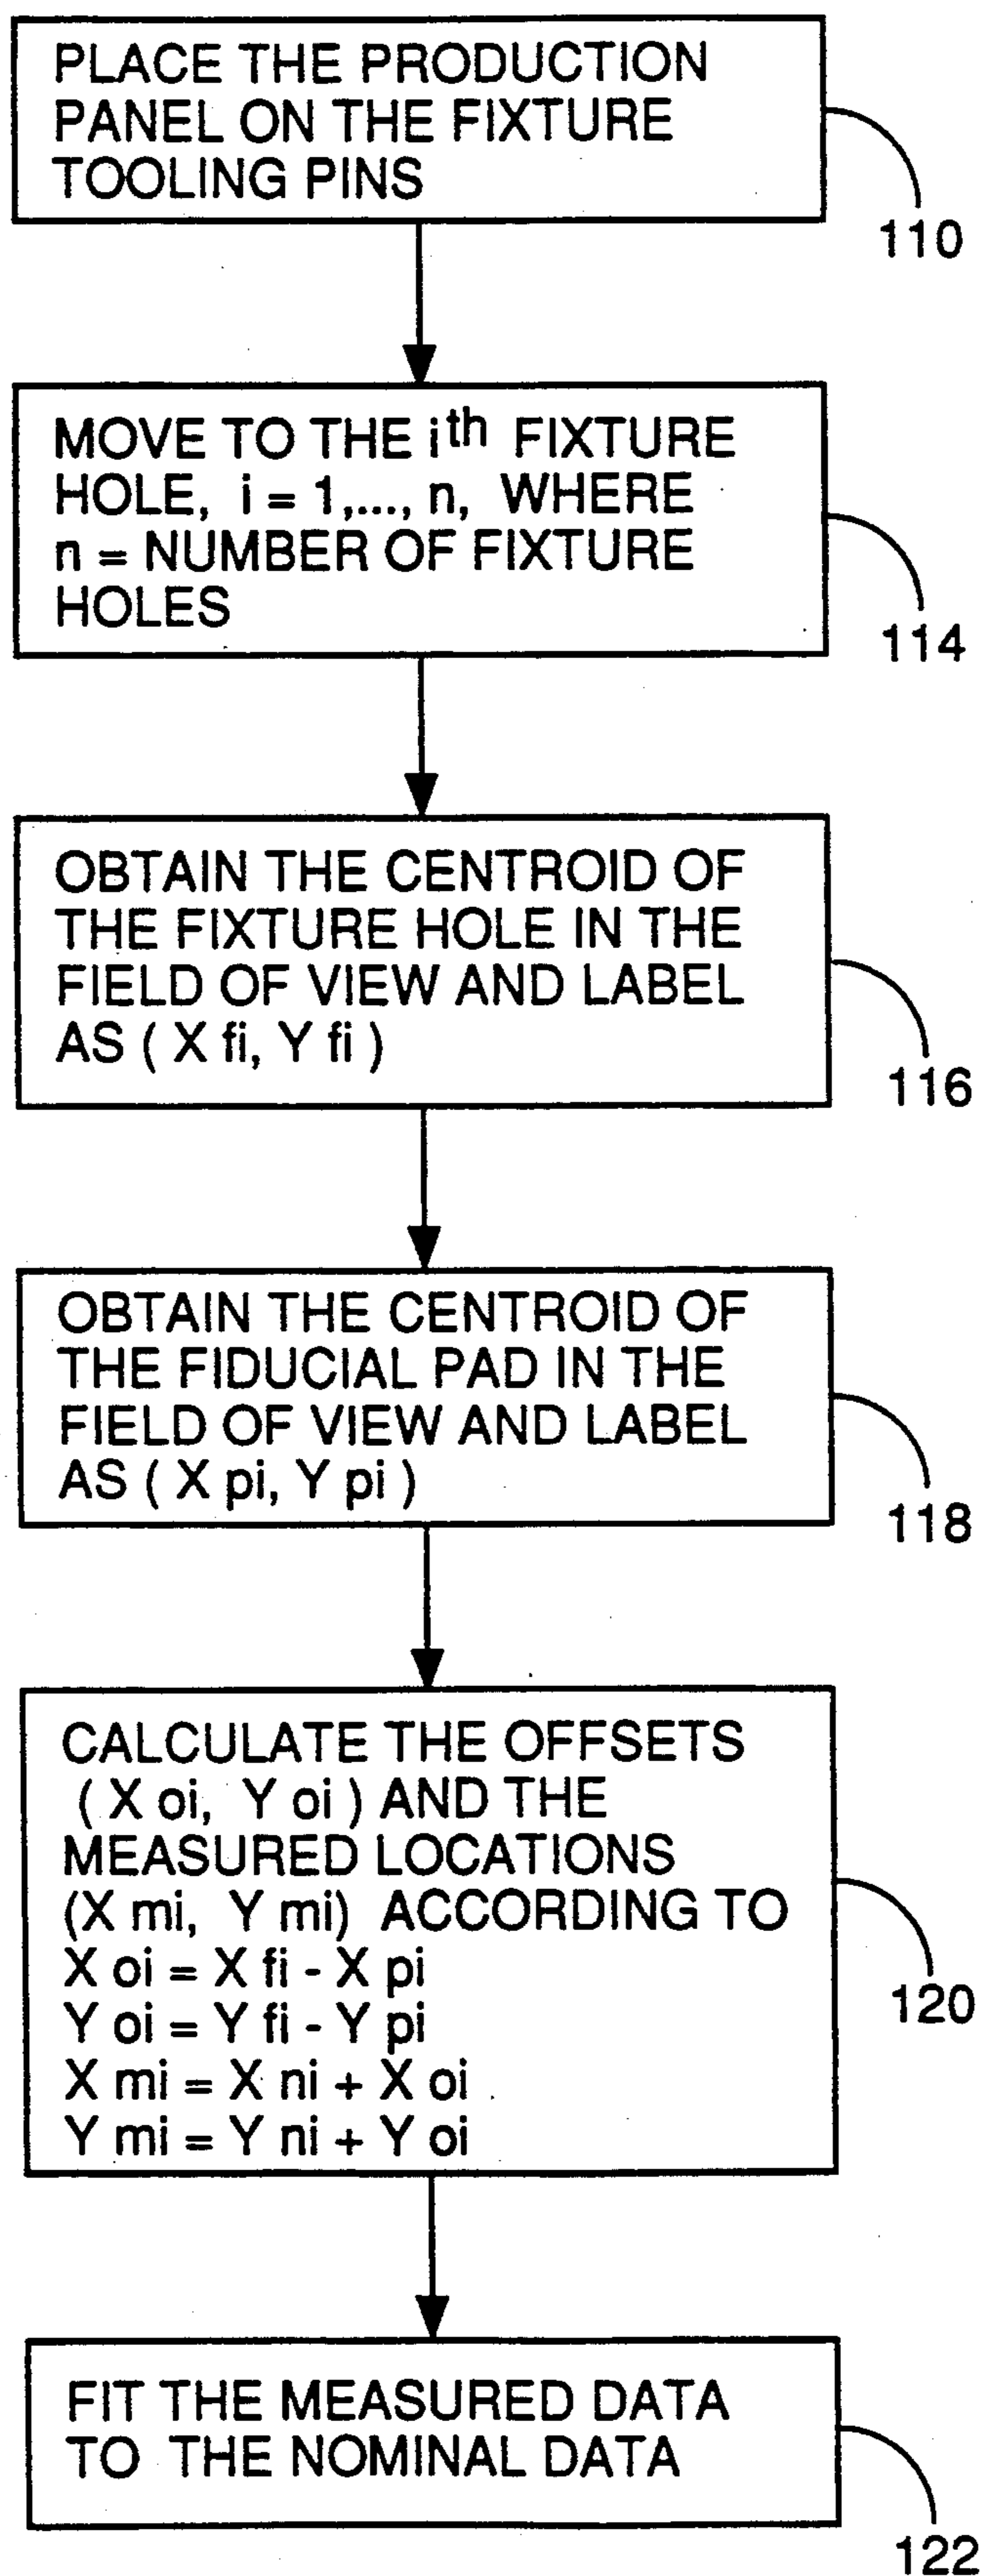 PLACE THE PRODUCTION
PANEL ON THE FIXTURE
TOOLING PINS
110
MOVE TO THE ith FIXTURE
HOLE, i = 1,..., n, WHERE
n = NUMBER OF FIXTURE
HOLES
114
OBTAIN THE CENTROID OF
THE FIXTURE HOLE IN THE
FIELD OF VIEW AND LABEL
AS ( X fi, Y fi )
116
OBTAIN THE CENTROID OF
THE FIDUCIAL PAD IN THE
FIELD OF VIEW AND LABEL
AS ( X pi, Y pi )
118
CALCULATE THE OFFSETS
( X oi, Y oi ) AND THE
MEASURED LOCATIONS
(X mi, Y mi) ACCORDING TO
X oi = X fi - X pi
Y oi = Y fi - Y pi
X mi = X ni + X oi
Y mi = Y ni + Y oi
120
FIT THE MEASURED DATA
TO THE NOMINAL DATA
122